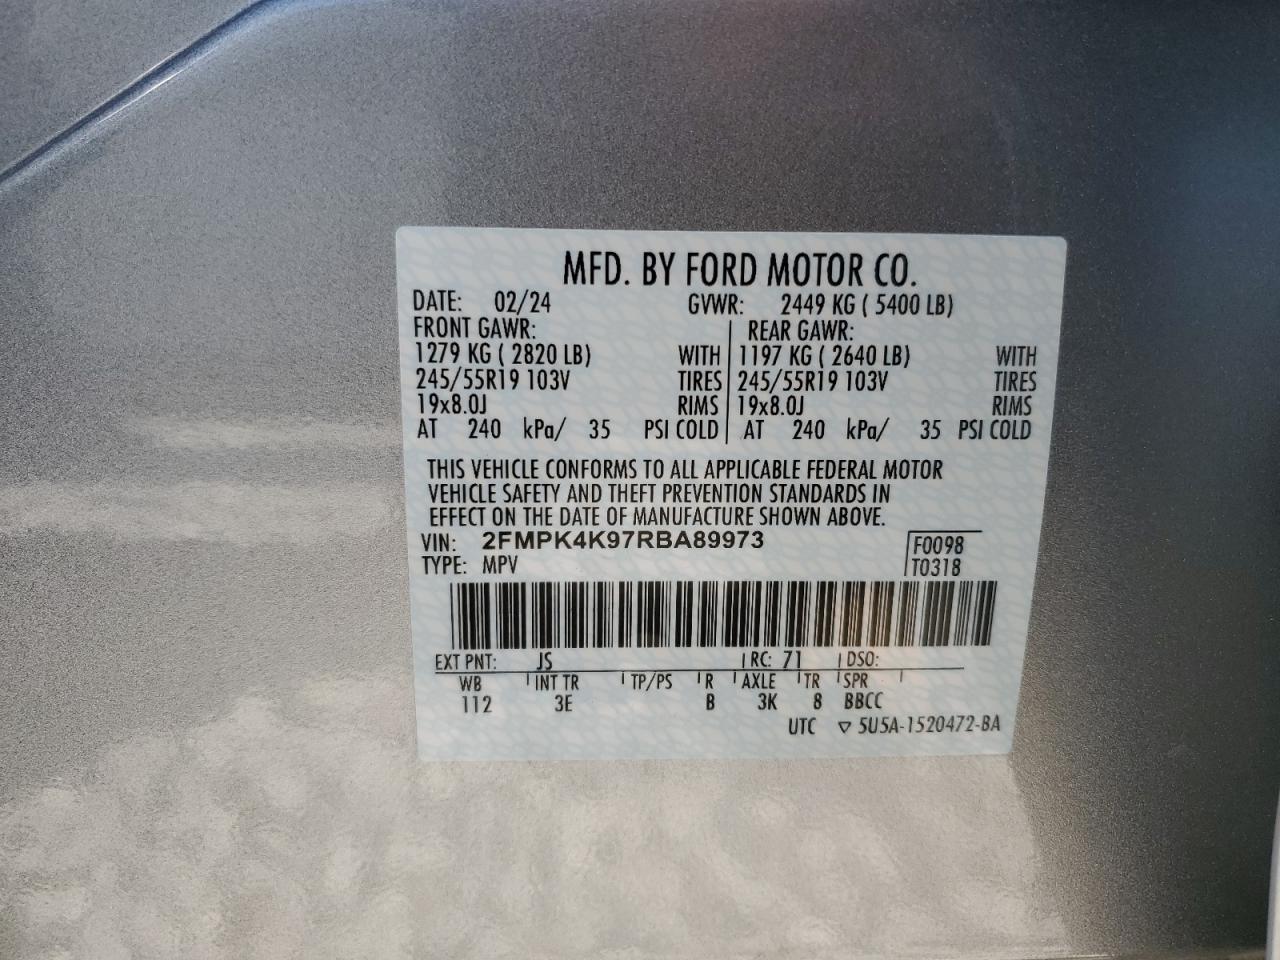 MFD. BY FORD MOTOR CO.
DATE: 02/24 GVWR: 2449 KG ( 5400 LB)
FRONT GAWR: REAR GAWR:
1279 KG ( 2820 LB) WITH 1197 KG ( 2640 LB) WITH
245/55R19 103V TIRES 245/55R19 103V TIRES
19x8.0J RIMS 19x8.0J RIMS
AT 240 kPa/ 35 PSI COLD AT 240 kPa/ 35 PSI COLD
THIS VEHICLE CONFORMS TO ALL APPLICABLE FEDERAL MOTOR
VEHICLE SAFETY AND THEFT PREVENTION STANDARDS IN
EFFECT ON THE DATE OF MANUFACTURE SHOWN ABOVE.
VIN: 2FMPK4K97RBA89973 F0098
TYPE: MPV T0318
EXT PNT: JS RC: 71 DSO:
WB INT TR TP/PS R AXLE TR SPR
112 3E B 3K 8 BBCC
UTC ▽ 5U5A-1520472-BA